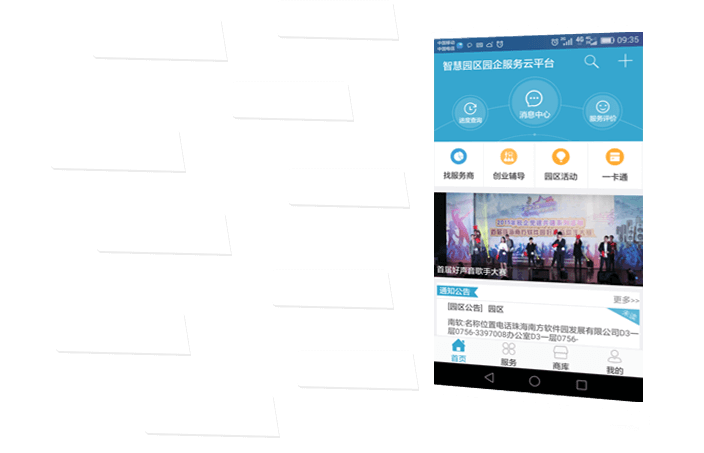 中国移动
中国电信
4G
09:35
智慧园区园企服务云平台
进度查询
消息中心
服务评价
找服务商
创业辅导
园区活动
一卡通
首届好声音歌手大赛
通知公告
更多>>
[园区公告] 园区
未读
南软:名称位置电话珠海南方软件园发展有限公司D3一
层0756-3397008办公室D3一层0756-
首页
服务
商库
我的